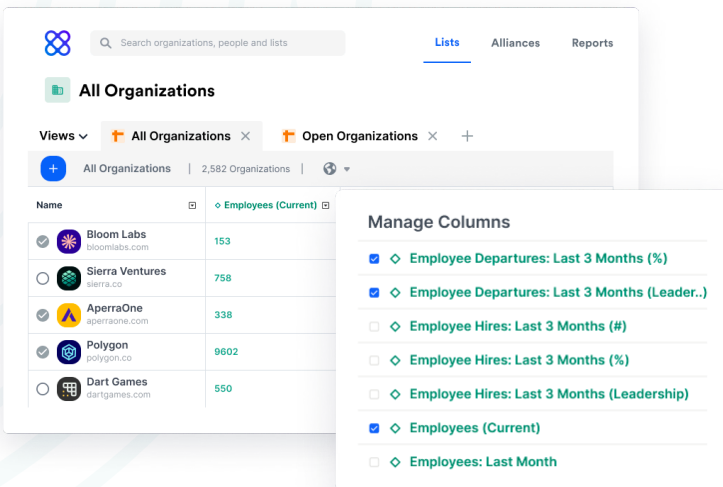 Search organizations, people and lists
Lists Alliances Reports
All Organizations
Views All Organizations Open Organizations
All Organizations | 2,582 Organizations |
Name Employees (Current)
Bloom Labs
bloomlabs.com
153
Sierra Ventures
sierra.co
758
AperraOne
aperraone.com
338
Polygon
polygon.co
9602
Dart Games
dartgames.com
550
Manage Columns
Employee Departures: Last 3 Months (%)
Employee Departures: Last 3 Months (Leader..)
Employee Hires: Last 3 Months (#)
Employee Hires: Last 3 Months (%)
Employee Hires: Last 3 Months (Leadership)
Employees (Current)
Employees: Last Month